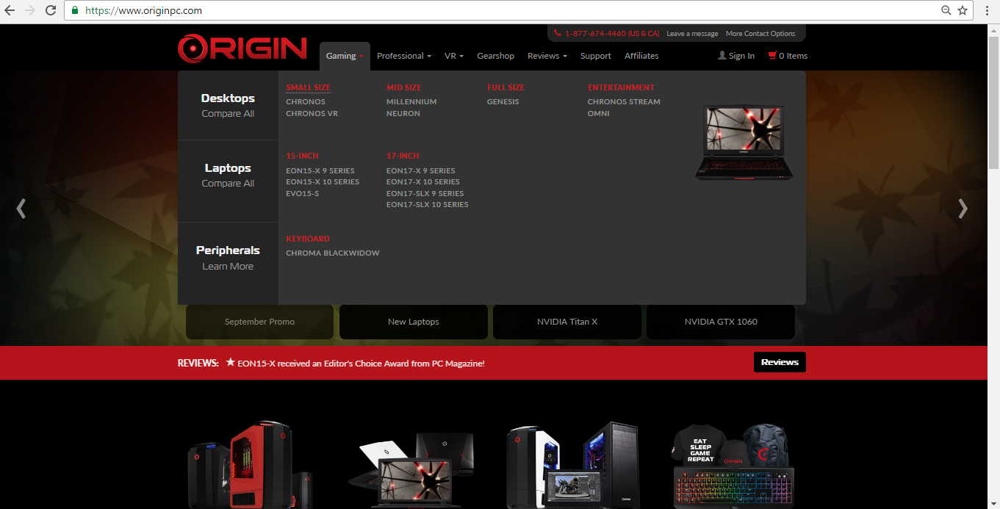 https://www.originpc.com
1-877-674-4460 (US & CA) Leave a message More Contact Options
ORIGIN
Gaming Professional VR Gearshop Reviews Support Affiliates Sign In 0 Items
Desktops
Compare All
SMALL SIZE
CHRONOS
CHRONOS VR
MID SIZE
MILLENNIUM
NEURON
FULL SIZE
GENESIS
ENTERTAINMENT
CHRONOS STREAM
OMNI
Laptops
Compare All
15-INCH
EON15-X 9 SERIES
EON15-X 10 SERIES
EVO15-S
17-INCH
EON17-X 9 SERIES
EON17-X 10 SERIES
EON17-SLX 9 SERIES
EON17-SLX 10 SERIES
Peripherals
Learn More
KEYBOARD
CHROMA BLACKWIDOW
September Promo New Laptops NVIDIA Titan X NVIDIA GTX 1060
REVIEWS: EON15-X received an Editor's Choice Award from PC Magazine! Reviews
EAT
SLEEP
GAME
REPEAT
ORIGIN
ORIGIN